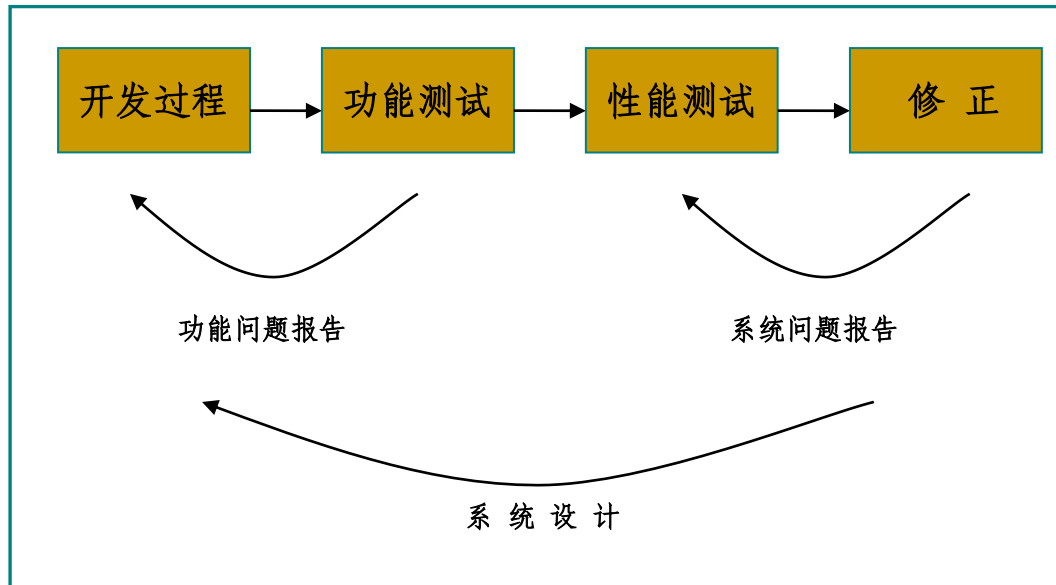 开发过程
功能测试
性能测试
修 正
功能问题报告
系统问题报告
系 统 设 计